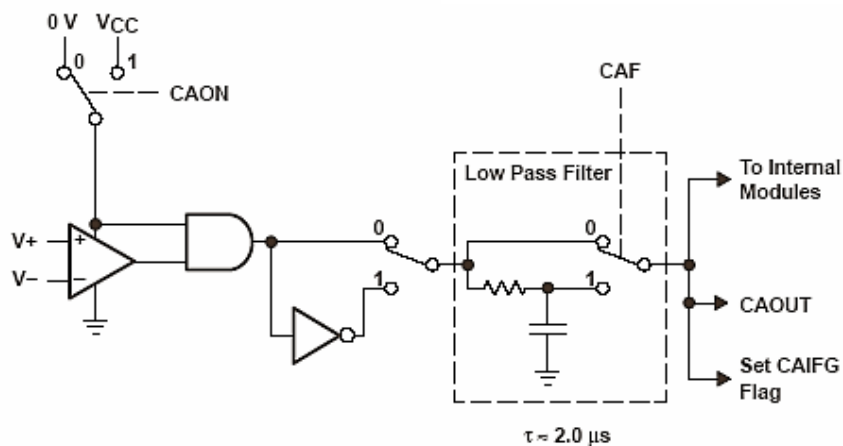 0 V VCC
0 1
CAON
CAF
Low Pass Filter
To Internal
Modules
V+ +
V− −
0
1
0
1
CAOUT
Set CAIFG
Flag
τ ≈ 2.0 µs